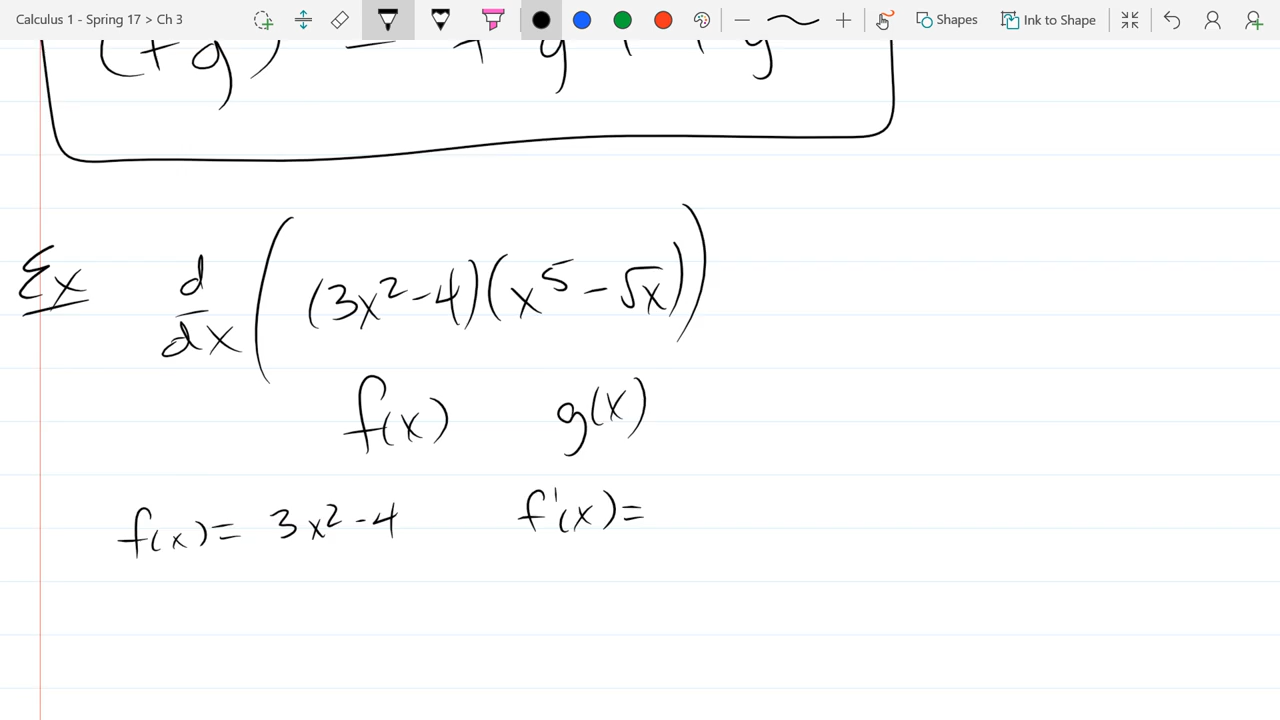 Calculus 1 - Spring 17 > Ch 3
Shapes
Ink to Shape
Ex d/dx ((3x²-4)(x⁵-√x))
f(x) g(x)
f(x) = 3x²-4 f'(x) =